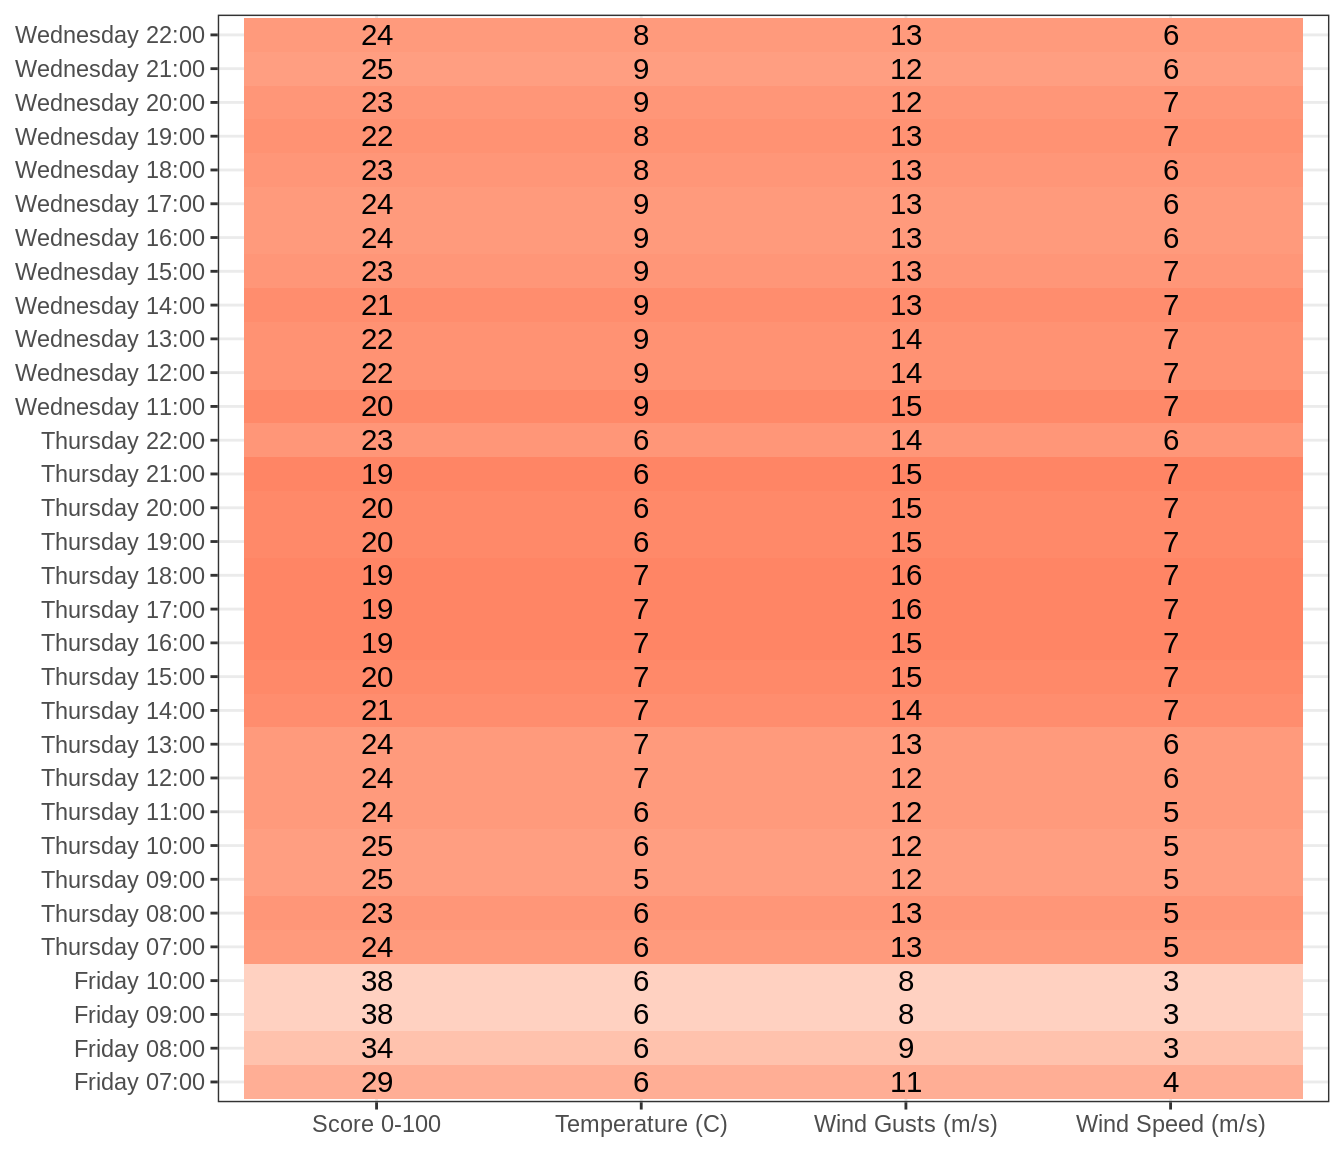 Wednesday 22:00 24 8 13 6
Wednesday 21:00 25 9 12 6
Wednesday 20:00 23 9 12 7
Wednesday 19:00 22 8 13 7
Wednesday 18:00 23 8 13 6
Wednesday 17:00 24 9 13 6
Wednesday 16:00 24 9 13 6
Wednesday 15:00 23 9 13 7
Wednesday 14:00 21 9 13 7
Wednesday 13:00 22 9 14 7
Wednesday 12:00 22 9 14 7
Wednesday 11:00 20 9 15 7
Thursday 22:00 23 6 14 6
Thursday 21:00 19 6 15 7
Thursday 20:00 20 6 15 7
Thursday 19:00 20 6 15 7
Thursday 18:00 19 7 16 7
Thursday 17:00 19 7 16 7
Thursday 16:00 19 7 15 7
Thursday 15:00 20 7 15 7
Thursday 14:00 21 7 14 7
Thursday 13:00 24 7 13 6
Thursday 12:00 24 7 12 6
Thursday 11:00 24 6 12 5
Thursday 10:00 25 6 12 5
Thursday 09:00 25 5 12 5
Thursday 08:00 23 6 13 5
Thursday 07:00 24 6 13 5
Friday 10:00 38 6 8 3
Friday 09:00 38 6 8 3
Friday 08:00 34 6 9 3
Friday 07:00 29 6 11 4
Score 0-100 Temperature (C) Wind Gusts (m/s) Wind Speed (m/s)